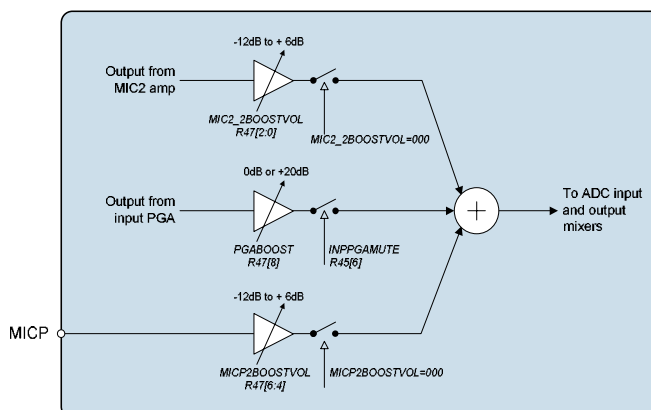 -12dB to + 6dB
Output from
MIC2 amp
MIC2_2BOOSTVOL
R47[2:0]
MIC2_2BOOSTVOL=000
0dB or +20dB
Output from
input PGA
PGABOOST
R47[8]
INPPGAMUTE
R45[6]
+
To ADC input
and output
mixers
-12dB to + 6dB
MICP
MICP2BOOSTVOL
R47[6:4]
MICP2BOOSTVOL=000